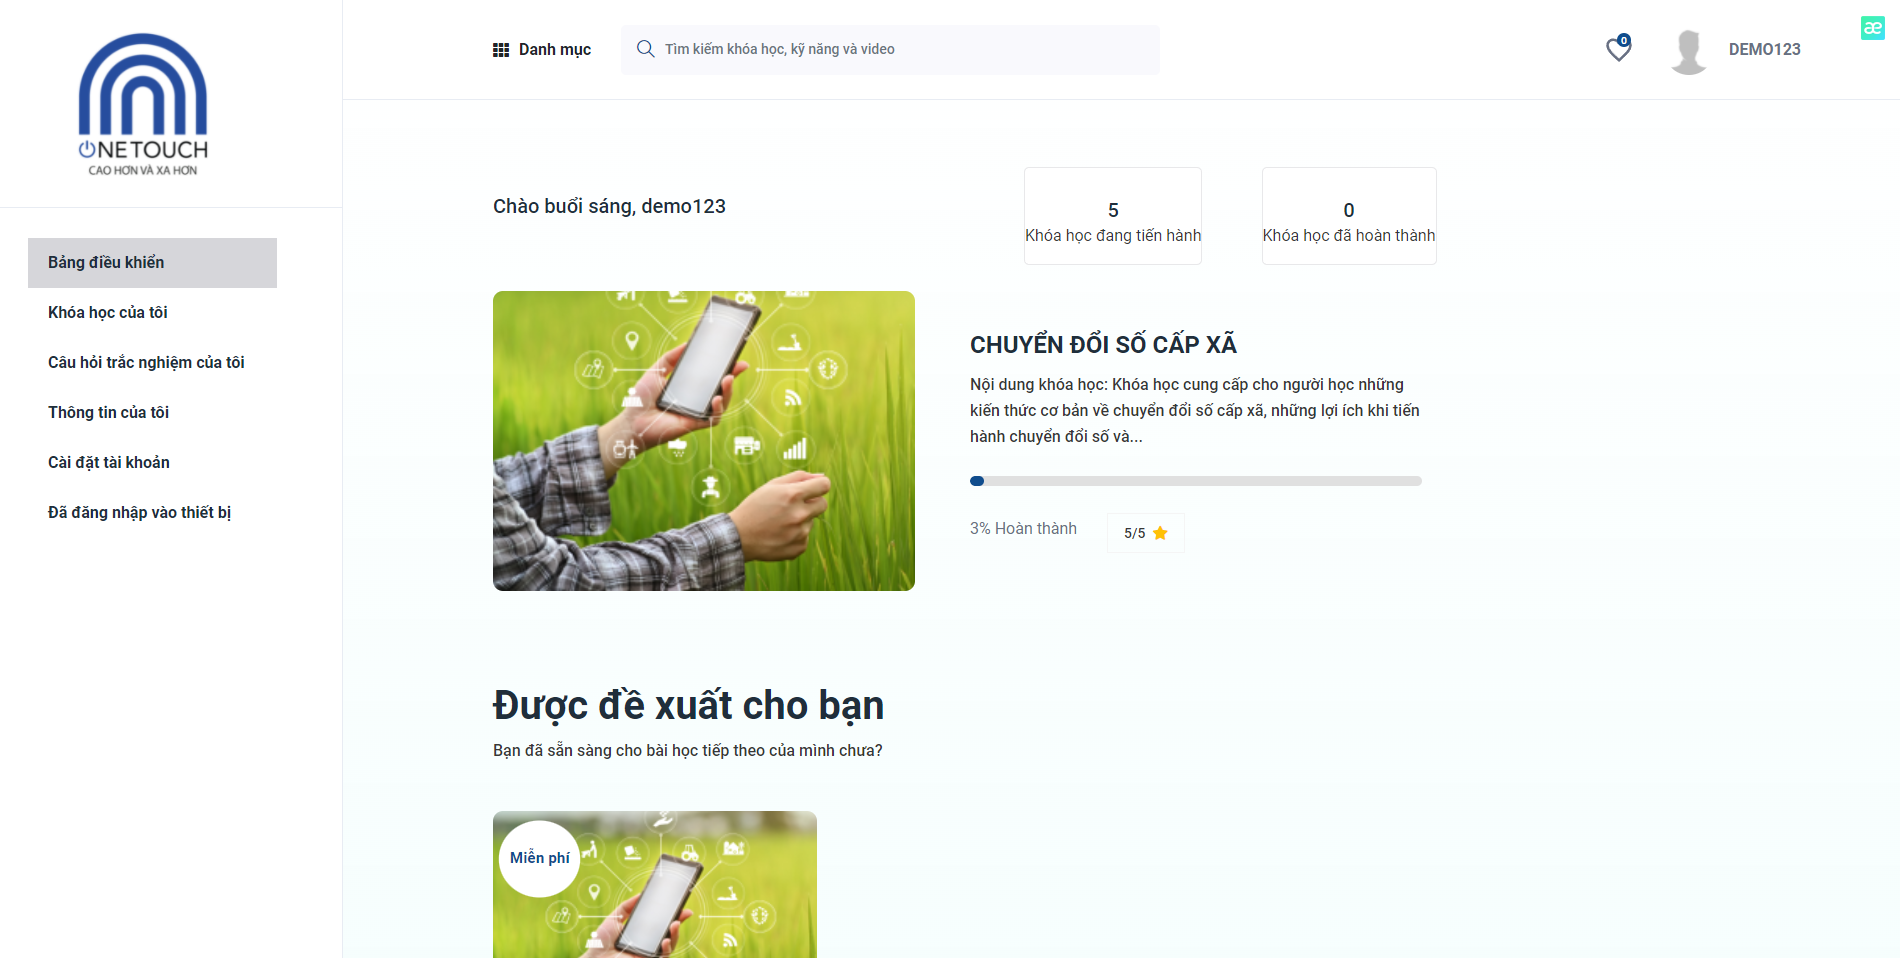 ONETOUCH
CAO HƠN VÀ XA HƠN
Danh mục
Tìm kiếm khóa học, kỹ năng và video
0
DEMO123
æ
Bảng điều khiển
Khóa học của tôi
Câu hỏi trắc nghiệm của tôi
Thông tin của tôi
Cài đặt tài khoản
Đã đăng nhập vào thiết bị
Chào buổi sáng, demo123
5
Khóa học đang tiến hành
0
Khóa học đã hoàn thành
CHUYỂN ĐỔI SỐ CẤP XÃ
Nội dung khóa học: Khóa học cung cấp cho người học những
kiến thức cơ bản về chuyển đổi số cấp xã, những lợi ích khi tiến
hành chuyển đổi số và...
3% Hoàn thành
5/5
Được đề xuất cho bạn
Bạn đã sẵn sàng cho bài học tiếp theo của mình chưa?
Miễn phí